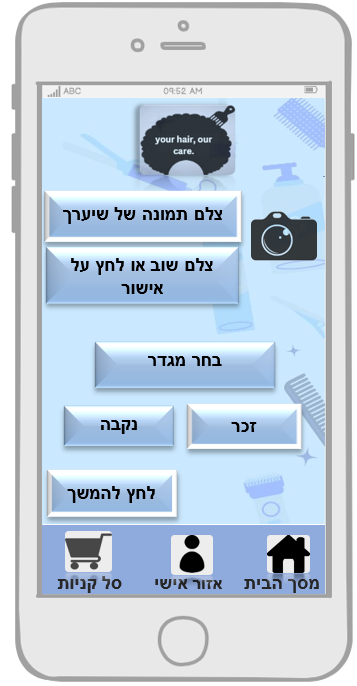 ABC
09:52 AM
your hair, our
care.
צלם תמונה של שיערך
צלם שוב או לחץ על
אישור
בחר מגדר
זכר
נקבה
לחץ להמשך
מסך הבית
אזור אישי
סל קניות